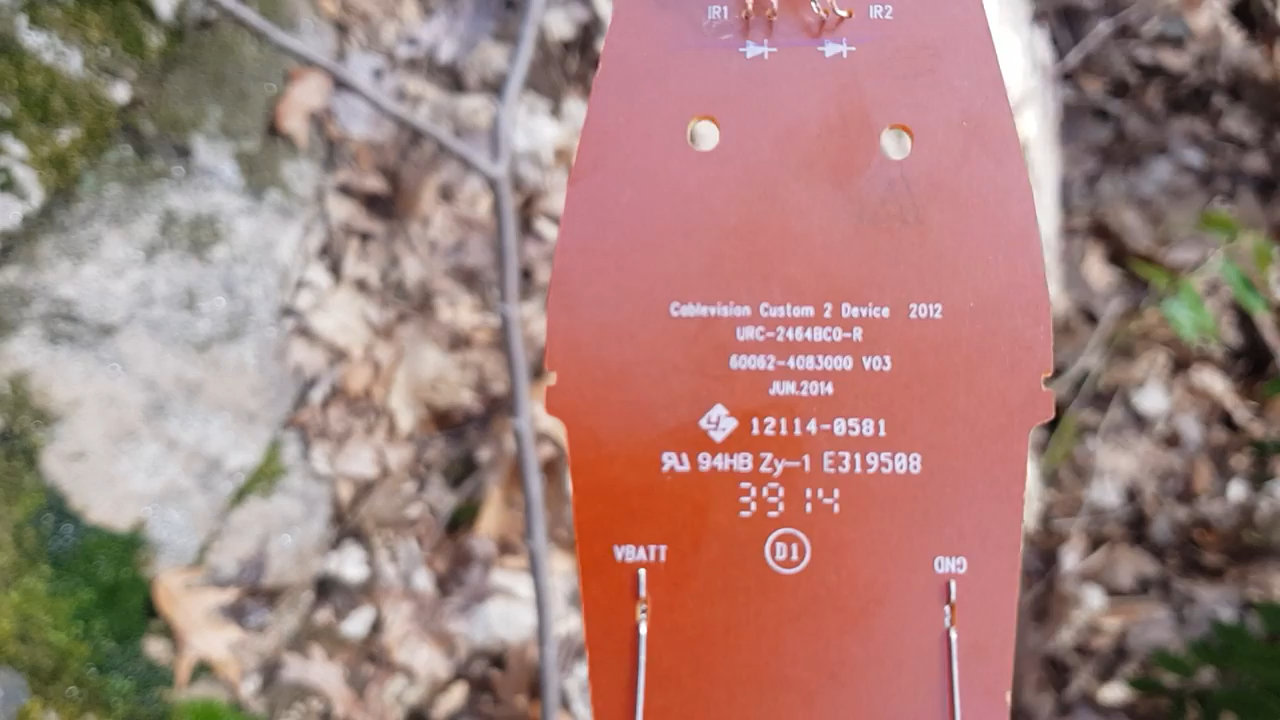 IR1 IR2
Cablevision Custom 2 Device 2012
URC-2464BC0-R
60062-4083000 V03
JUN.2014
12114-0581
94HB Zy-1 E319508
39 14
D1
VBATT GND